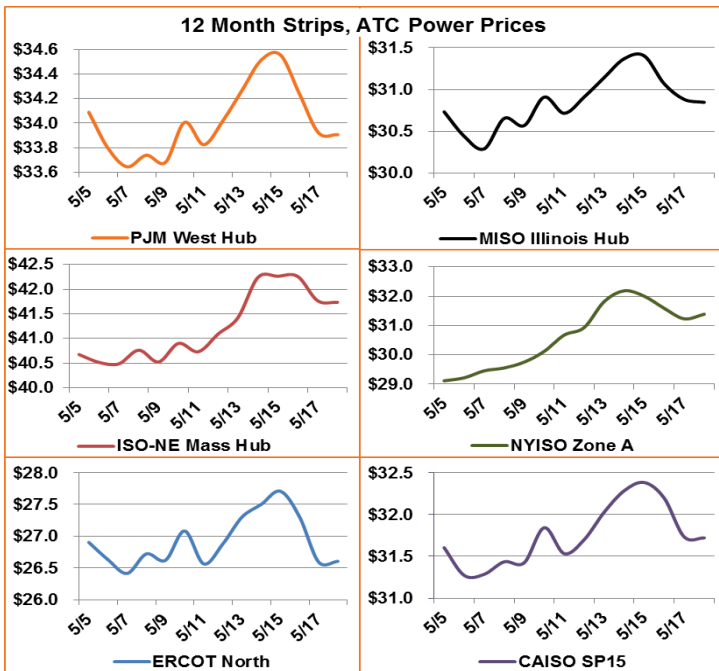 12 Month Strips, ATC Power Prices
$34.6
$34.4
$34.2
$34.0
$33.8
$33.6
5/5 5/7 5/9 5/11 5/13 5/15 5/17
PJM West Hub
$31.5
$31.0
$30.5
$30.0
5/5 5/7 5/9 5/11 5/13 5/15 5/17
MISO Illinois Hub
$42.5
$42.0
$41.5
$41.0
$40.5
$40.0
5/5 5/7 5/9 5/11 5/13 5/15 5/17
ISO-NE Mass Hub
$33.0
$32.0
$31.0
$30.0
$29.0
5/5 5/7 5/9 5/11 5/13 5/15 5/17
NYISO Zone A
$28.0
$27.5
$27.0
$26.5
$26.0
5/5 5/7 5/9 5/11 5/13 5/15 5/17
ERCOT North
$32.5
$32.0
$31.5
$31.0
5/5 5/7 5/9 5/11 5/13 5/15 5/17
CAISO SP15